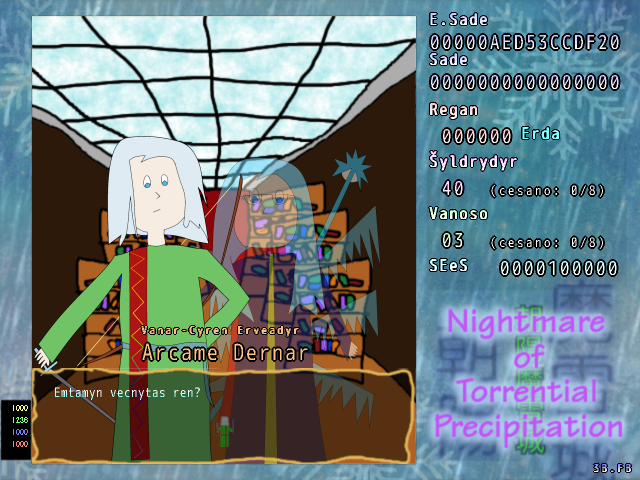 E.Sade
00000AED53CCDF20
Sade
0000000000000000
Regan
000000 Erda
Šyldrydyr
40 (cesano: 0/8)
Vanoso
03 (cesano: 0/8)
SEeS 0000100000
Vanar-Cyren Erveadyr
Arcame Dernar
Emtamyn vecnytas ren?
1000
1236
1000
1000
Nightmare
of
Torrential
Precipitation
3B.FB